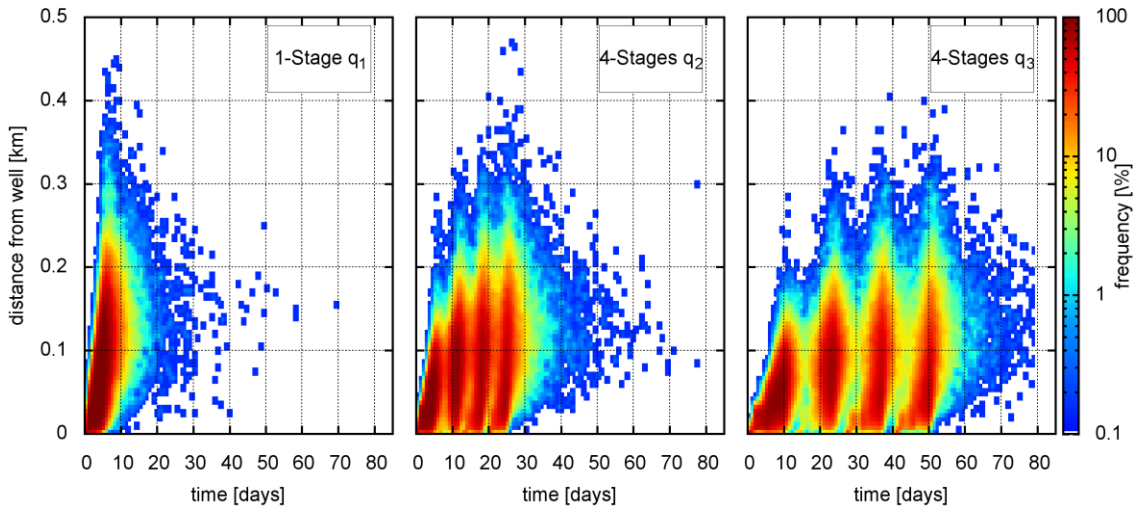 0.5
0.4
0.3
0.2
0.1
0
distance from well [km]
1-Stage q₁
4-Stages q₂
4-Stages q₃
100
10
1
0.1
frequency [\%]
0 10 20 30 40 50 60 70 80
0 10 20 30 40 50 60 70 80
0 10 20 30 40 50 60 70 80
time [days]
time [days]
time [days]